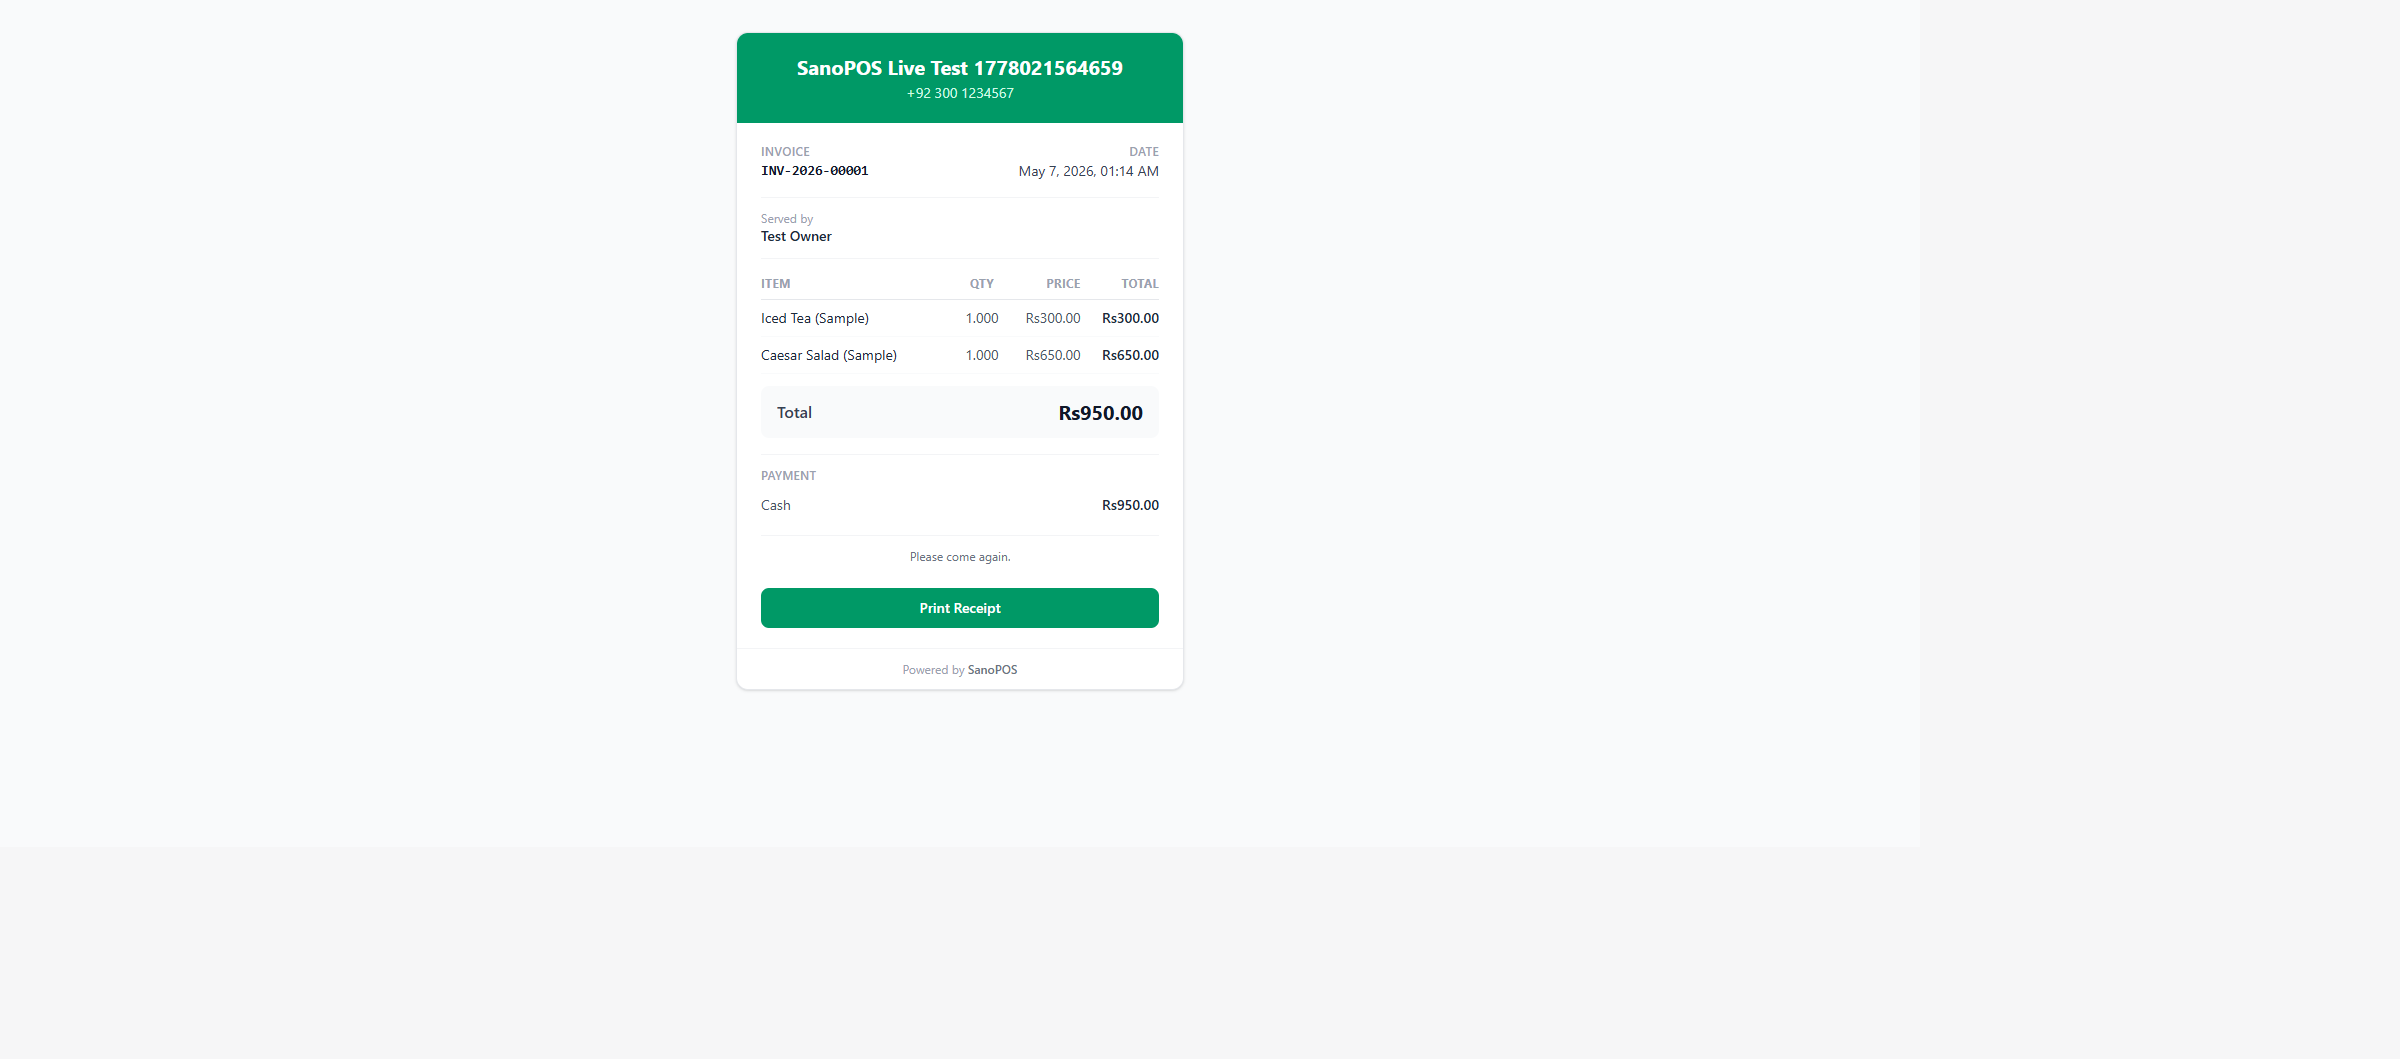 SanoPOS Live Test 1778021564659
+92 300 1234567
INVOICE DATE
INV-2026-00001 May 7, 2026, 01:14 AM
Served by
Test Owner
ITEM QTY PRICE TOTAL
Iced Tea (Sample) 1.000 Rs300.00 Rs300.00
Caesar Salad (Sample) 1.000 Rs650.00 Rs650.00
Total Rs950.00
PAYMENT
Cash Rs950.00
Please come again.
Print Receipt
Powered by SanoPOS